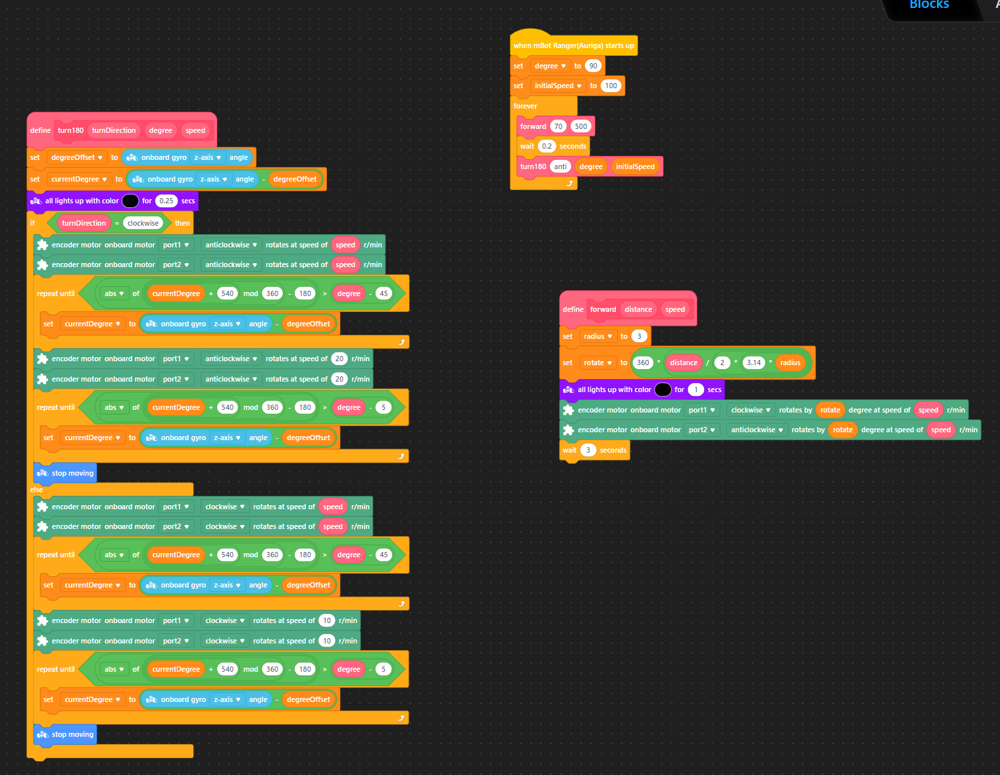 Blocks
when mBot Ranger(Auriga) starts up
set degree to 90
set initialSpeed to 100
forever
forward 70 500
wait 0.2 seconds
turn180 anti degree initialSpeed
define turn180 turnDirection degree speed
set degreeOffset to onboard gyro z-axis angle
set currentDegree to onboard gyro z-axis angle - degreeOffset
all lights up with color for 0.25 secs
if turnDirection = clockwise then
encoder motor onboard motor port1 anticlockwise rotates at speed of speed r/min
encoder motor onboard motor port2 anticlockwise rotates at speed of speed r/min
repeat until abs of currentDegree + 540 mod 360 - 180 > degree - 45
set currentDegree to onboard gyro z-axis angle - degreeOffset
encoder motor onboard motor port1 anticlockwise rotates at speed of 20 r/min
encoder motor onboard motor port2 anticlockwise rotates at speed of 20 r/min
repeat until abs of currentDegree + 540 mod 360 - 180 > degree - 5
set currentDegree to onboard gyro z-axis angle - degreeOffset
stop moving
else
encoder motor onboard motor port1 clockwise rotates at speed of speed r/min
encoder motor onboard motor port2 clockwise rotates at speed of speed r/min
repeat until abs of currentDegree + 540 mod 360 - 180 > degree - 45
set currentDegree to onboard gyro z-axis angle - degreeOffset
encoder motor onboard motor port1 clockwise rotates at speed of 10 r/min
encoder motor onboard motor port2 clockwise rotates at speed of 10 r/min
repeat until abs of currentDegree + 540 mod 360 - 180 > degree - 5
set currentDegree to onboard gyro z-axis angle - degreeOffset
stop moving
define forward distance speed
set radius to 3
set rotate to 360 * distance / 2 * 3.14 * radius
all lights up with color for 1 secs
encoder motor onboard motor port1 clockwise rotates by rotate degree at speed of speed r/min
encoder motor onboard motor port2 anticlockwise rotates by rotate degree at speed of speed r/min
wait 3 seconds